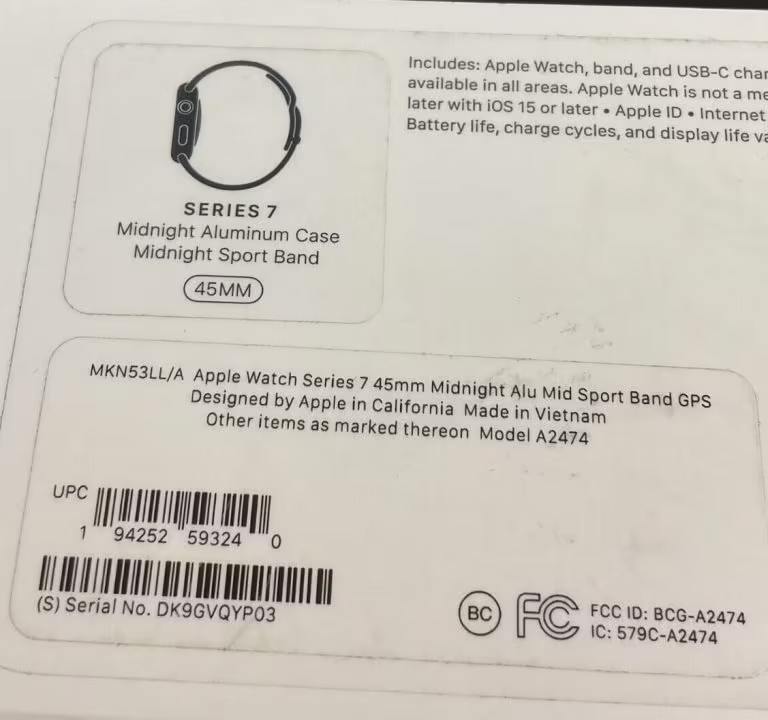 Includes: Apple Watch, band, and USB-C
available in all areas. Apple Watch is not a
later with iOS 15 or later • Apple ID • Internet
Battery life, charge cycles, and display life
SERIES 7
Midnight Aluminum Case
Midnight Sport Band
45MM
MKN53LL/A Apple Watch Series 7 45mm Midnight Alu Mid Sport Band GPS
Designed by Apple in California Made in Vietnam
Other items as marked thereon Model A2474
UPC
1 94252 59324 0
(S) Serial No. DK9GVQYP03
BC FC FCC ID: BCG-A2474
IC: 579C-A2474